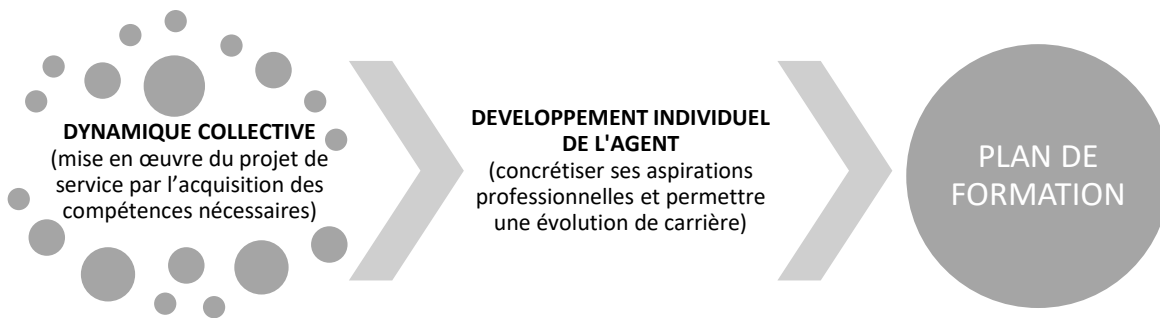 DYNAMIQUE COLLECTIVE
(mise en œuvre du projet de
service par l’acquisition des
compétences nécessaires)
DEVELOPPEMENT INDIVIDUEL
DE L'AGENT
(concrétiser ses aspirations
professionnelles et permettre
une évolution de carrière)
PLAN DE
FORMATION